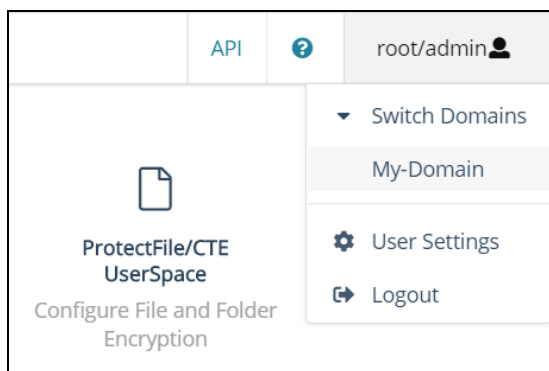 API
root/admin
Switch Domains
My-Domain
User Settings
Logout
ProtectFile/CTE
UserSpace
Configure File and Folder
Encryption